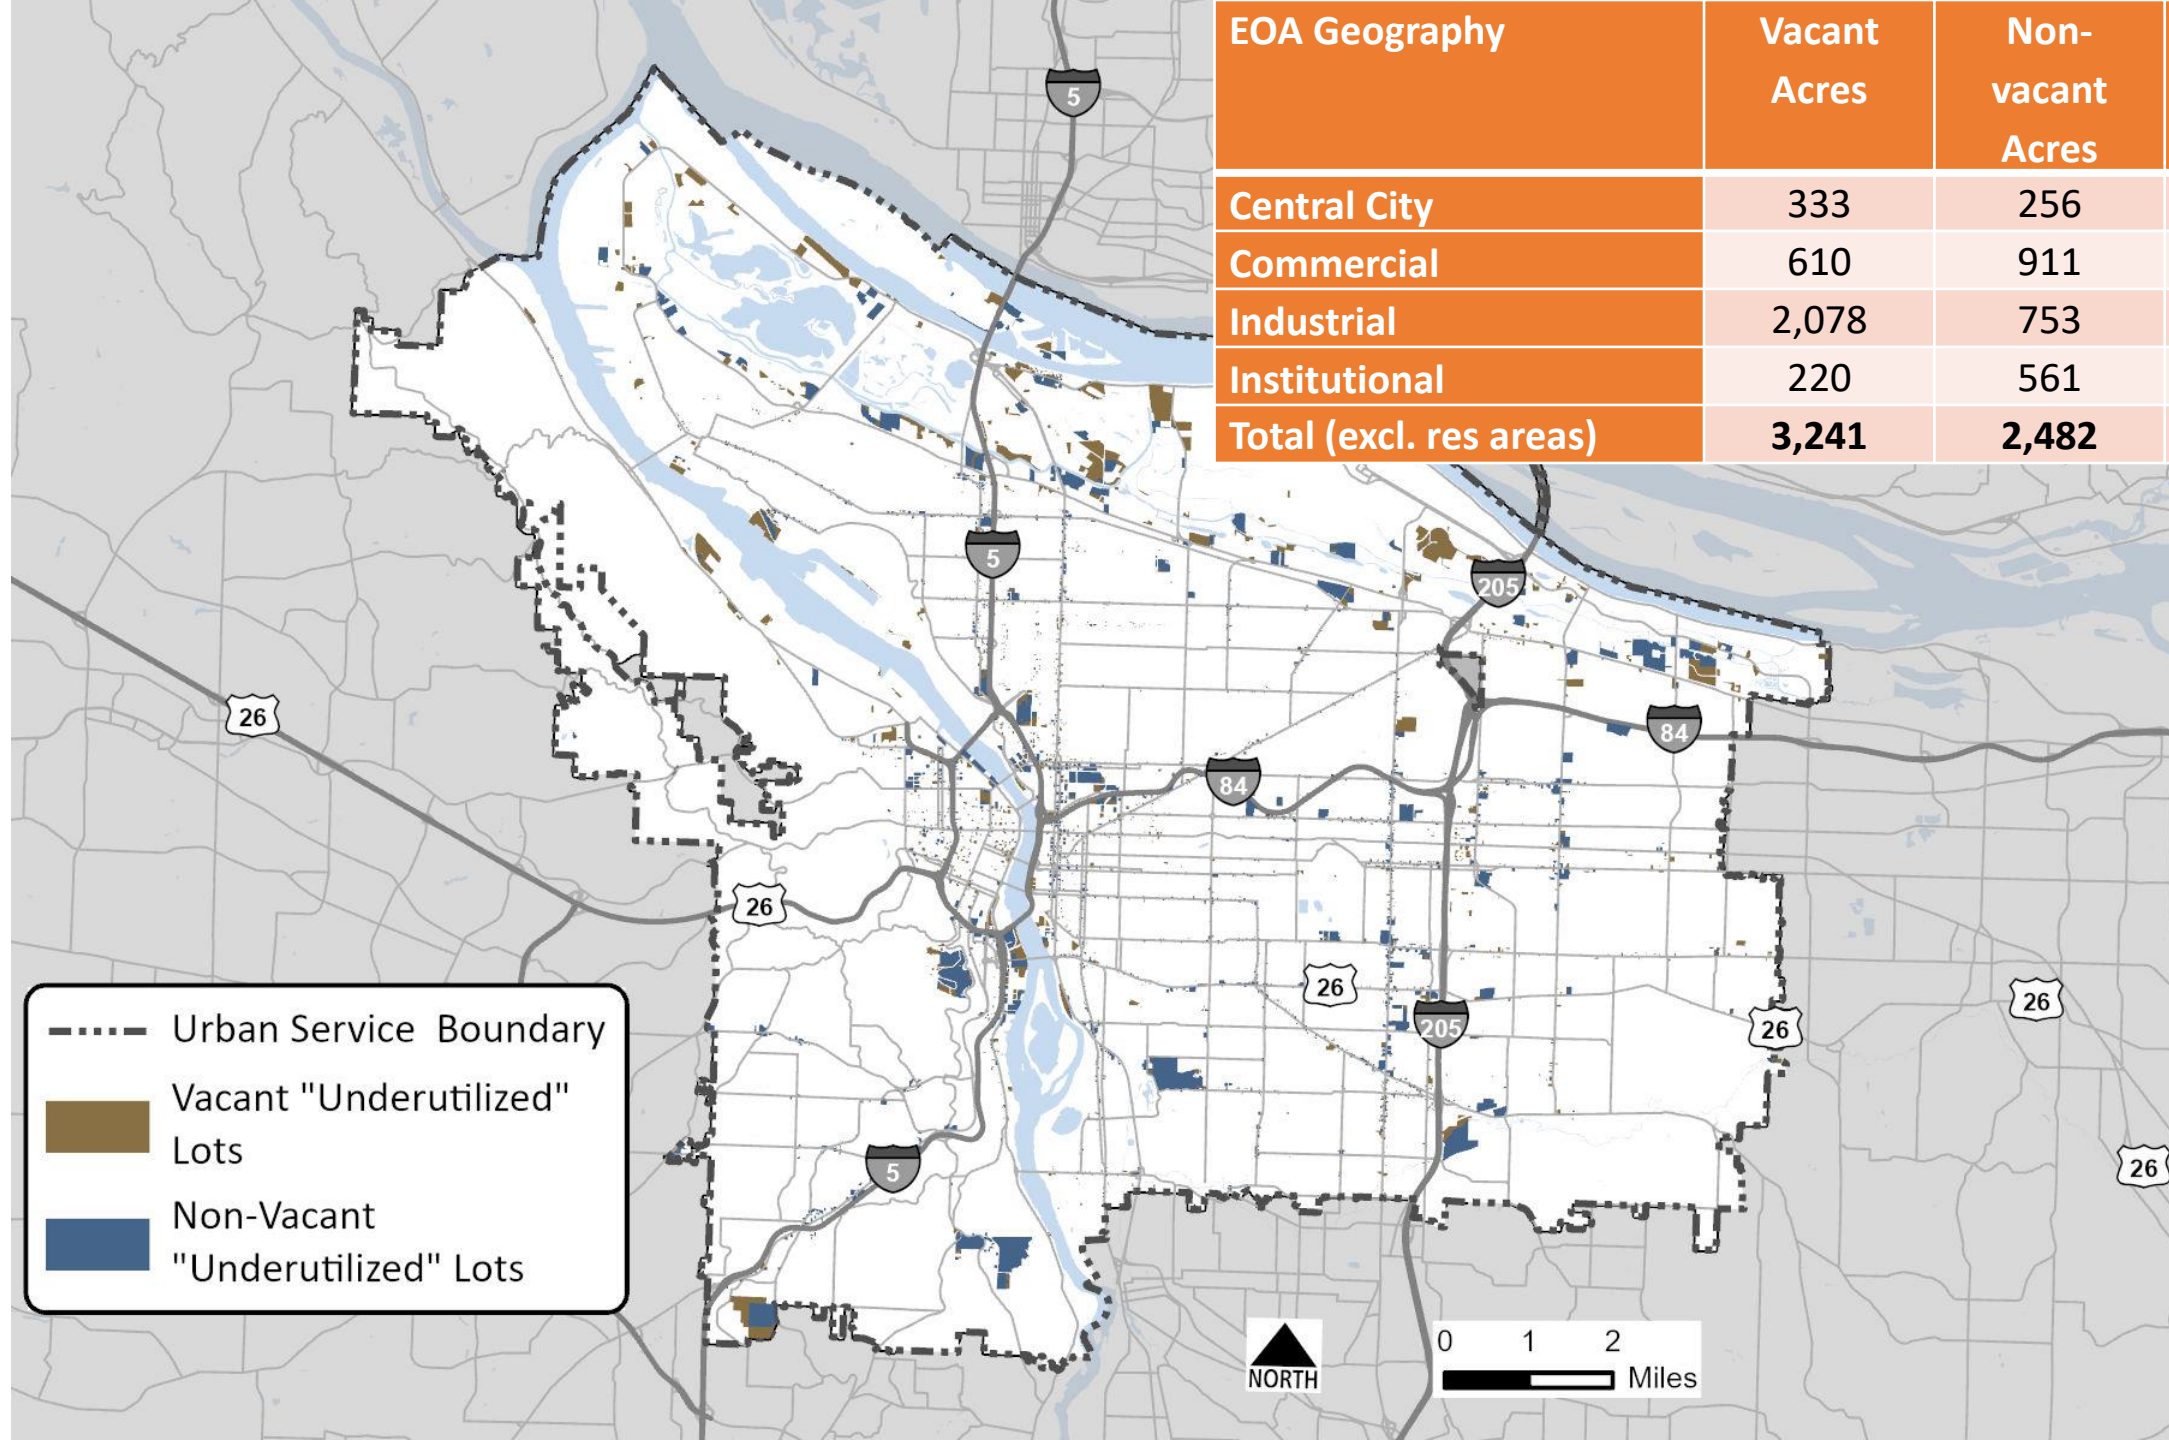 EOA Geography
Vacant
Acres
Non-
vacant
Acres
Central City 333 256
Commercial 610 911
Industrial 2,078 753
Institutional 220 561
Total (excl. res areas) 3,241 2,482
5
5
205
26
84
84
26
26
26
26
205
26
5
Urban Service Boundary
Vacant "Underutilized"
Lots
Non-Vacant
"Underutilized" Lots
NORTH
0 1 2
Miles